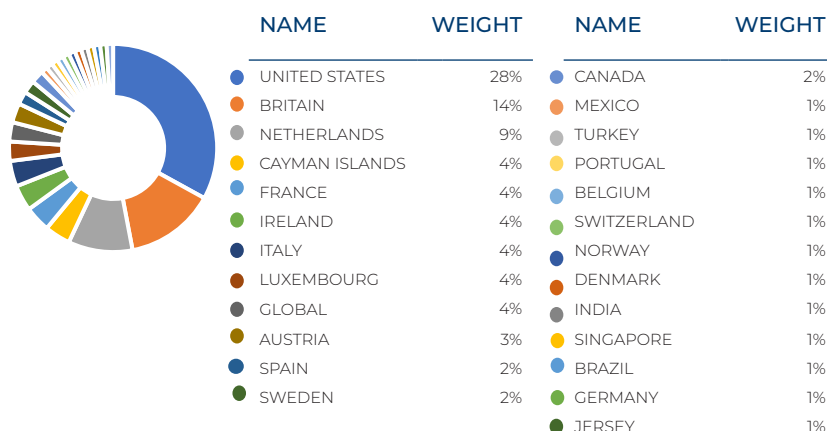 NAME WEIGHT NAME WEIGHT
UNITED STATES 28% CANADA 2%
BRITAIN 14% MEXICO 1%
NETHERLANDS 9% TURKEY 1%
CAYMAN ISLANDS 4% PORTUGAL 1%
FRANCE 4% BELGIUM 1%
IRELAND 4% SWITZERLAND 1%
ITALY 4% NORWAY 1%
LUXEMBOURG 4% DENMARK 1%
GLOBAL 4% INDIA 1%
AUSTRIA 3% SINGAPORE 1%
SPAIN 2% BRAZIL 1%
SWEDEN 2% GERMANY 1%
JERSEY 1%